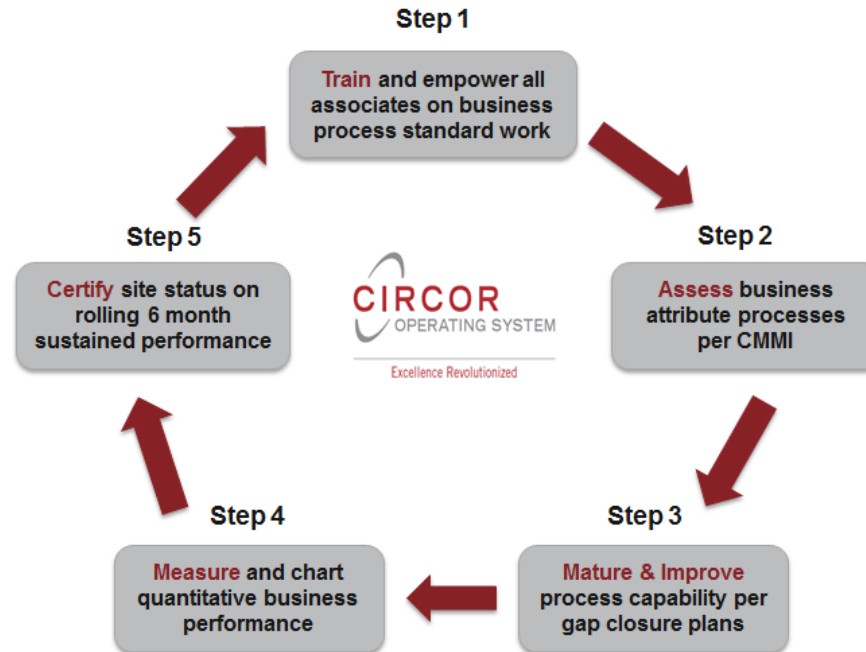 Step 1
Train and empower all
associates on business
process standard work
Step 2
Assess business
attribute processes
per CMMI
Step 3
Mature & Improve
process capability per
gap closure plans
Step 4
Measure and chart
quantitative business
performance
Step 5
Certify site status on
rolling 6 month
sustained performance
CIRCOR
OPERATING SYSTEM
Excellence Revolutionized